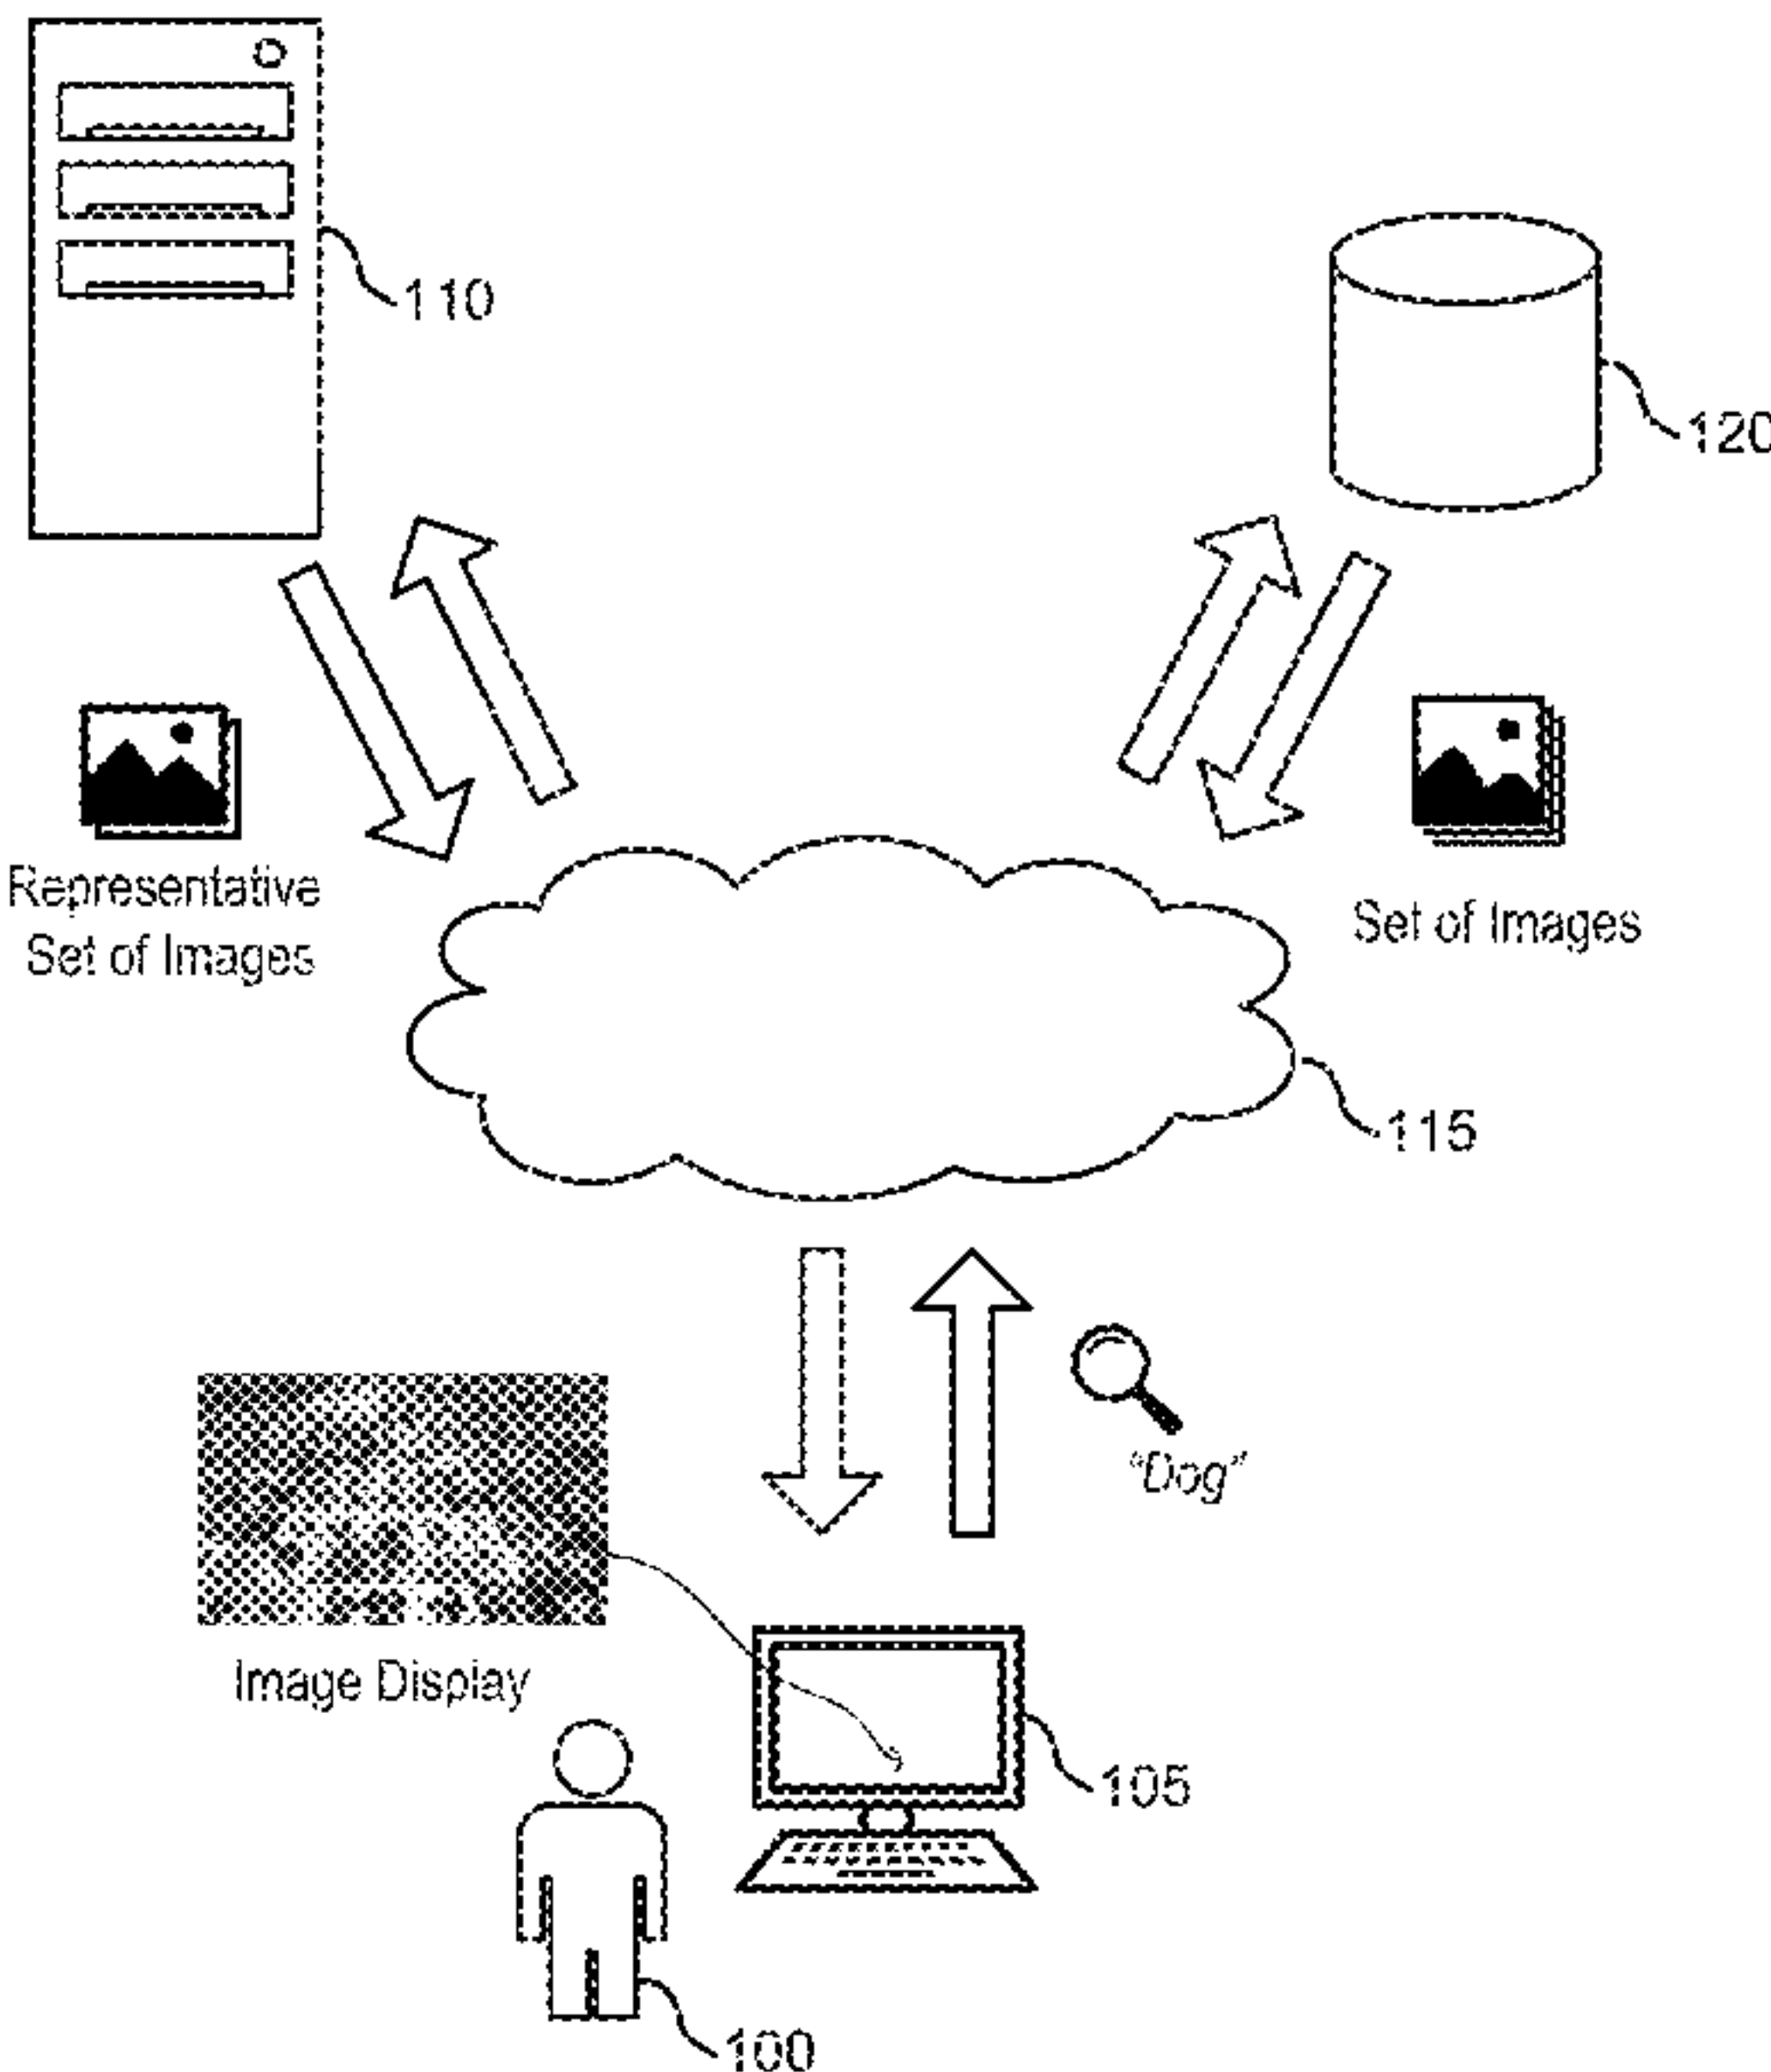 110
120
Representative
Set of Images
Set of Images
115
"Dog"
Image Display
105
100